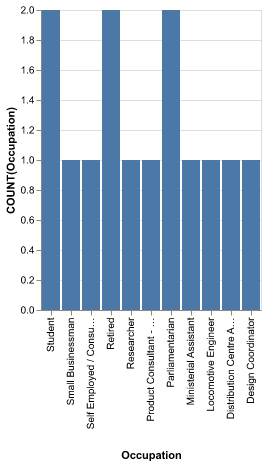 COUNT(Occupation)
2.0
1.8
1.6
1.4
1.2
1.0
0.8
0.6
0.4
0.2
0.0
Student
Small Businessman
Self Employed / Consu...
Retired
Researcher
Product Consultant - ...
Parliamentarian
Ministerial Assistant
Locomotive Engineer
Distribution Centre A...
Design Coordinator
Occupation